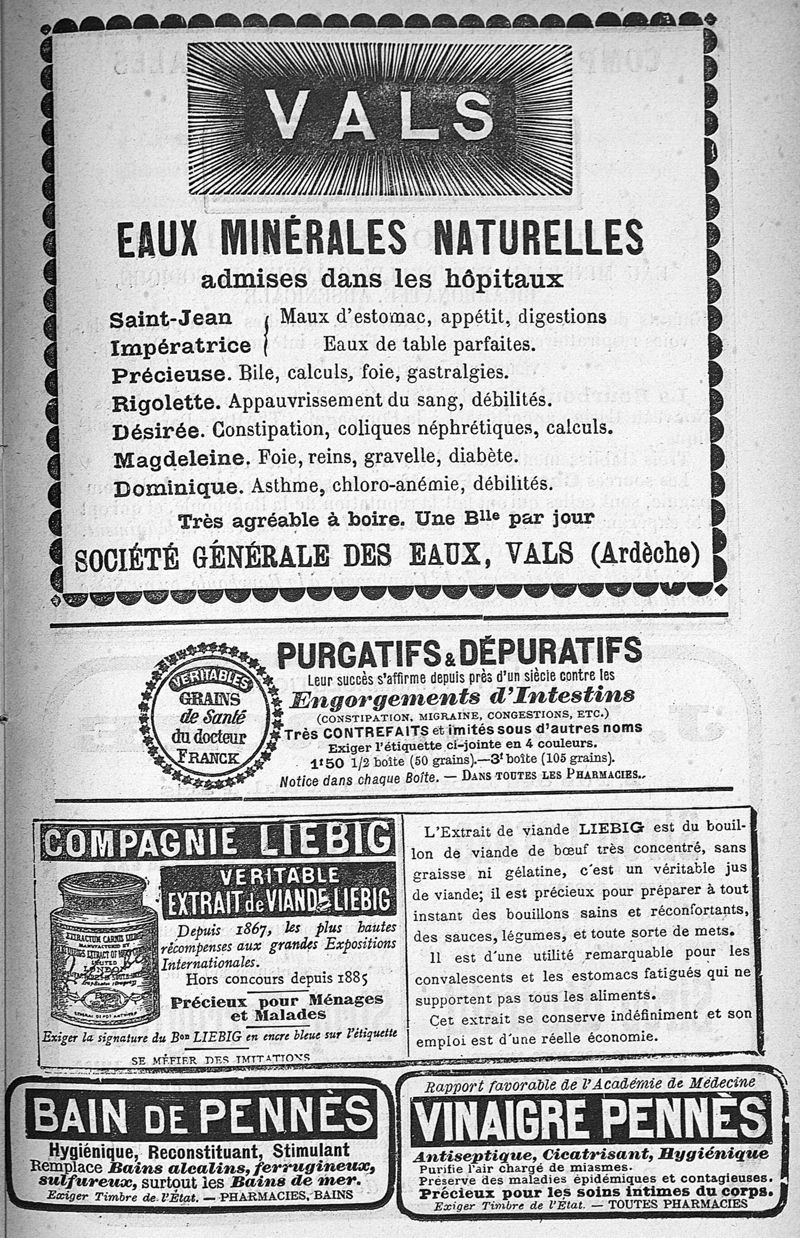 VALS
EAUX MINÉRALES NATURELLES
admises dans les hôpitaux
Saint-Jean { Maux d'estomac, appétit, digestions
Impératrice { Eaux de table parfaites.
Précieuse. Bile, calculs, foie, gastralgies.
Rigolette. Appauvrissement du sang, débilités.
Désirée. Constipation, coliques néphrétiques, calculs.
Magdeleine. Foie, reins, gravelle, diabète.
Dominique. Asthme, chloro-anémie, débilités.
Très agréable à boire. Une Blle par jour
SOCIÉTÉ GÉNÉRALE DES EAUX, VALS (Ardèche)
VERITABLES
GRAINS
de Santé
du docteur
FRANCK
PURGATIFS & DÉPURATIFS
Leur succès s'affirme depuis près d'un siècle contre les
Engorgements d'Intestins
(CONSTIPATION, MIGRAINE, CONGESTIONS, ETC.)
Très CONTREFAITS et imités sous d'autres noms
Exiger l'étiquette ci-jointe en 4 couleurs.
1f50 1/2 boîte (50 grains).—3f boîte (105 grains).
Notice dans chaque Boîte. — DANS TOUTES LES PHARMACIES.
COMPAGNIE LIEBIG
VERITABLE
EXTRAIT de VIANDE LIEBIG
EXTRACTUM CARNIS LIEBIG
MANUFACTURED BY
LONDON
Depuis 1867, les plus hautes
récompenses aux grandes Expositions
Internationales.
Hors concours depuis 1885
Précieux pour Ménages
et Malades
Exiger la signature du Bon LIEBIG en encre bleue sur l'étiquette
SE MÉFIER DES IMITATIONS
L'Extrait de viande LIEBIG est du bouil-
lon de viande de bœuf très concentré, sans
graisse ni gélatine, c'est un véritable jus
de viande; il est précieux pour préparer à tout
instant des bouillons sains et réconfortants,
des sauces, légumes, et toute sorte de mets.
Il est d'une utilité remarquable pour les
convalescents et les estomacs fatigués qui ne
supportent pas tous les aliments.
Cet extrait se conserve indéfiniment et son
emploi est d'une réelle économie.
BAIN DE PENNÈS
Hygiénique, Reconstituant, Stimulant
Remplace Bains alcalins, ferrugineux,
sulfureux, surtout les Bains de mer.
Exiger Timbre de l'État. — PHARMACIES, BAINS
Rapport favorable de l'Académie de Médecine
VINAIGRE PENNÈS
Antiseptique, Cicatrisant, Hygiénique
Purifie l'air chargé de miasmes.
Préserve des maladies épidémiques et contagieuses.
Précieux pour les soins intimes du corps.
Exiger Timbre de l'État. — TOUTES PHARMACIES